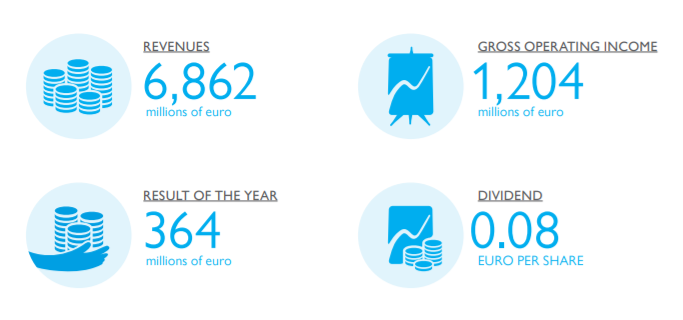 REVENUES
6,862
millions of euro
GROSS OPERATING INCOME
1,204
millions of euro
RESULT OF THE YEAR
364
millions of euro
DIVIDEND
0.08
EURO PER SHARE